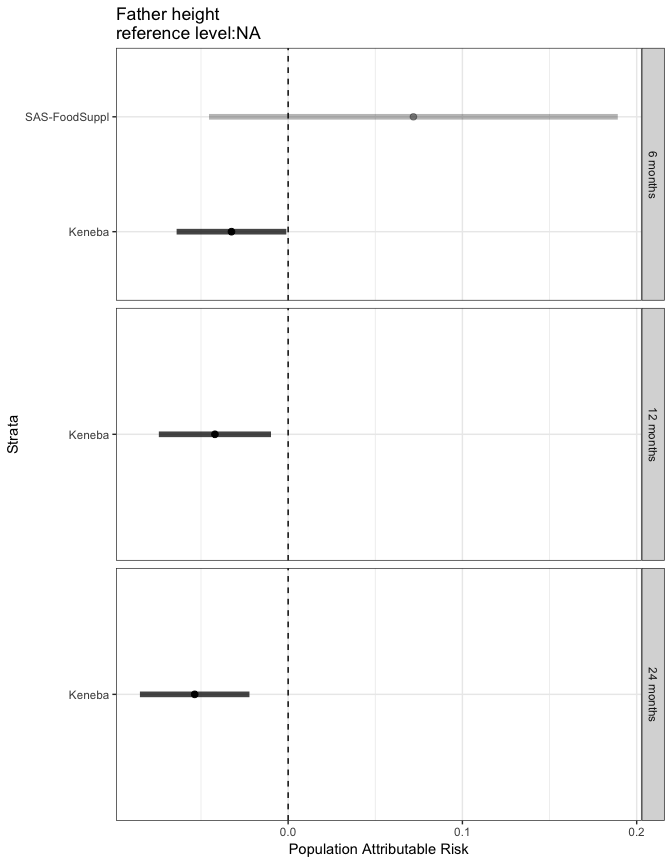 Father height
reference level:NA
SAS-FoodSuppl
Keneba
6 months
Keneba
12 months
Keneba
24 months
Strata
0.0
0.1
0.2
Population Attributable Risk